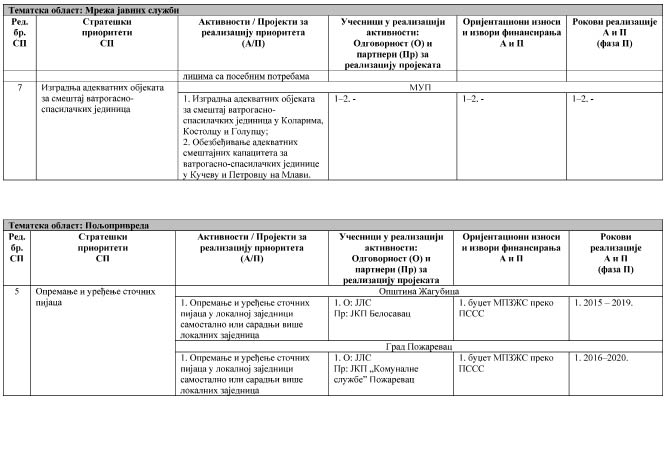 Тематска област: Мрежа јавних служби
Ред. бр. СП
Стратешки приоритети СП
Активности / Пројекти за реализацију приоритета (А/П)
Учесници у реализацији активности: Одговорност (О) и партнери (Пр) за реализацију пројеката
Оријентациони износи и извори финансирања А и П
Рокови реализације А и П (фаза П)
лицима са посебним потребама
7
Изградња адекватних објеката
за смештај ватрогасно-
спасилачких јединица
МУП
1. Изградња адекватних објеката
за смештај ватрогасно-
спасилачких јединица у Коларима,
Костолцу и Голупцу;
2. Обезбеђивање адекватних
смештајних капацитета за
ватрогасно-спасилачких јединице
у Кучеву и Петровцу на Млави.
1–2. -
1–2. -
1–2. -
Тематска област: Пољопривреда
Ред. бр. СП
Стратешки приоритети СП
Активности / Пројекти за реализацију приоритета (А/П)
Учесници у реализацији активности: Одговорност (О) и партнери (Пр) за реализацију пројеката
Оријентациони износи и извори финансирања А и П
Рокови реализације А и П (фаза П)
5
Опремање и уређење сточних
пијаца
Општина Жагубица
1. Опремање и уређење сточних
пијаца у локалној заједници
самостално или сарадњи више
локалних заједница
1. О: ЈЛС
Пр: ЈКП Белосавац
1. буџет МПЗЖС преко
ПССС
1. 2015 – 2019.
Град Пожаревац
1. Опремање и уређење сточних
пијаца у локалној заједници
самостално или сарадњи више
локалних заједница
1. О: ЈЛС
Пр: ЈКП „Комуналне
службе” Пожаревац
1. буџет МПЗЖС преко
ПССС
1. 2016–2020.